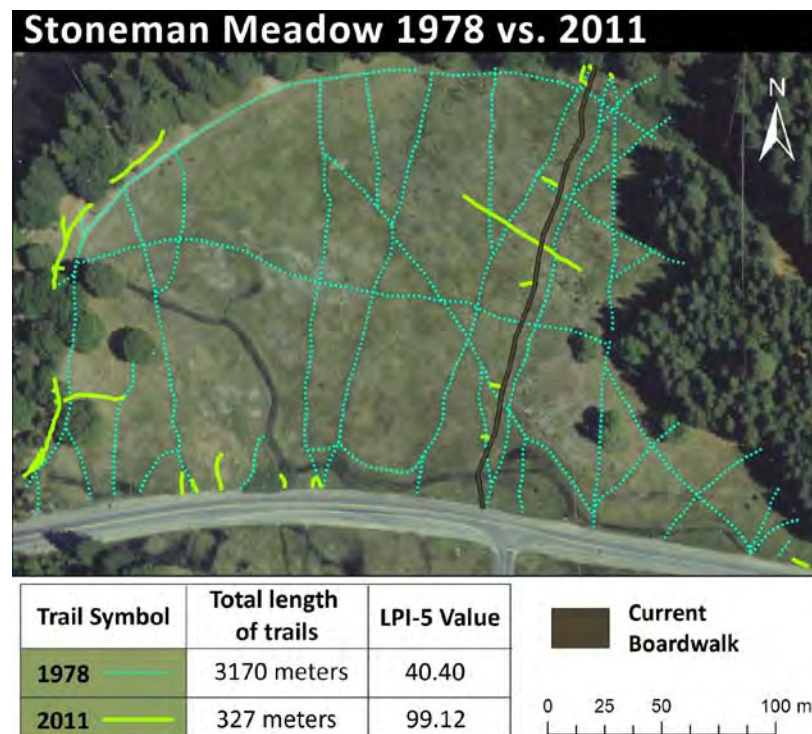 Stoneman Meadow 1978 vs. 2011
N
Trail Symbol
Total length
of trails
LPI-5 Value
1978
3170 meters
40.40
2011
327 meters
99.12
Current
Boardwalk
0 25 50 100 m